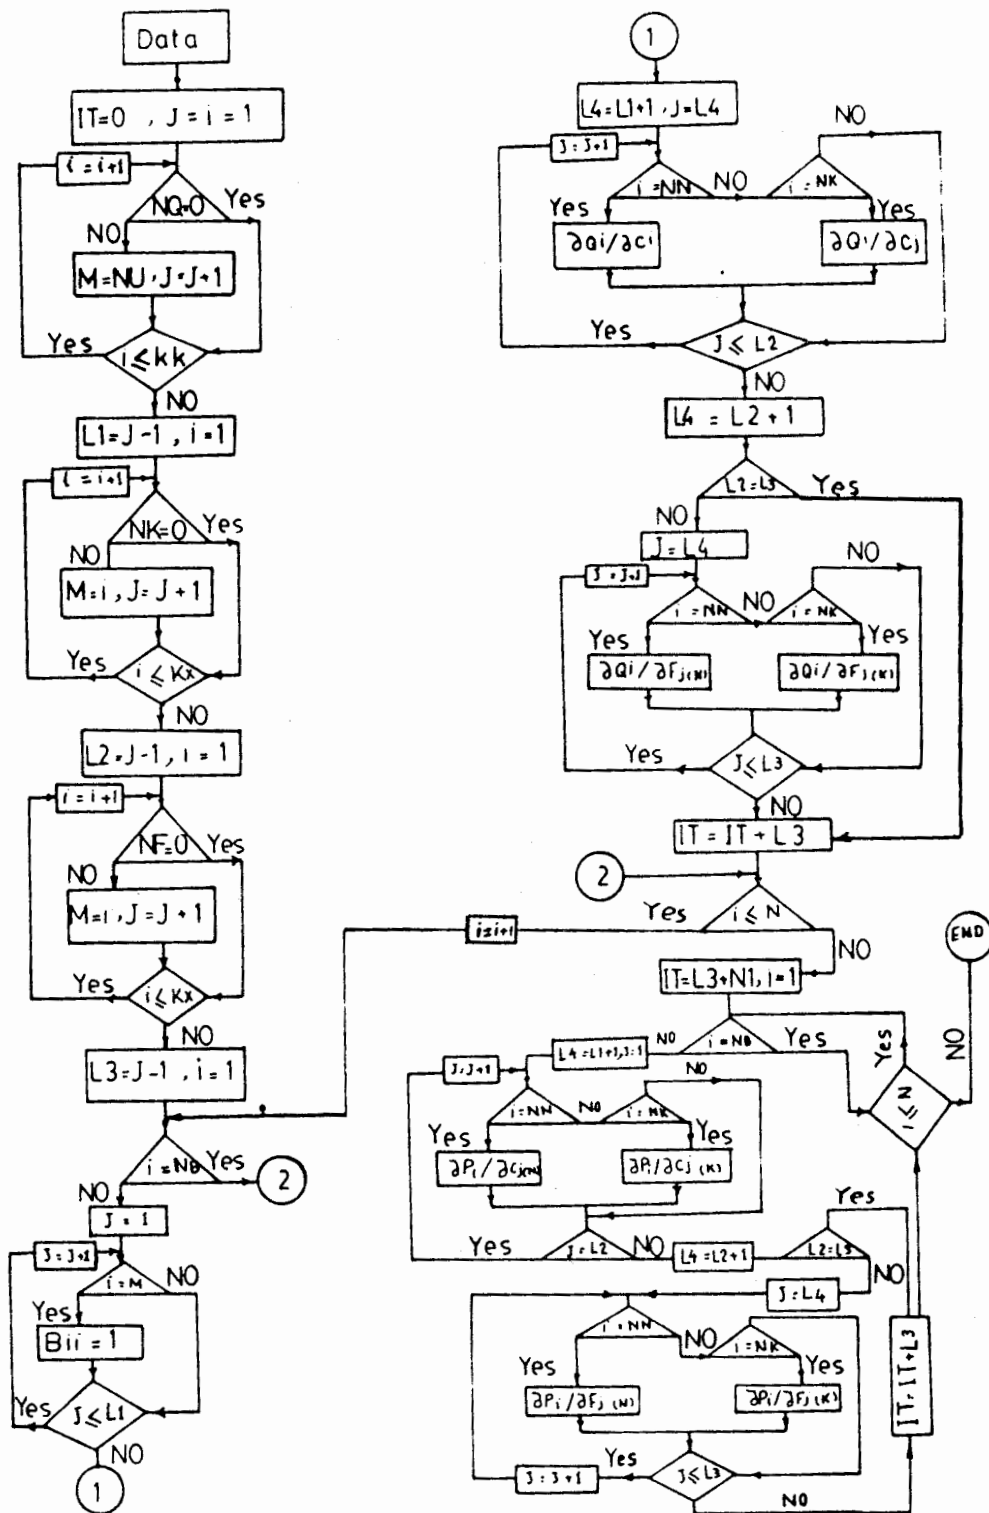 Data
IT=0 , J = i = 1
i = i+1
NQ=0
Yes
NO
M=NU, J=J+1
Yes
i ≤ kk
NO
L1=J-1 , i=1
i = i+1
NK=0
Yes
NO
M=i, J=J+1
Yes
i ≤ Kx
NO
L2=J-1, i = 1
i = i+1
NF=0
Yes
NO
M=i, J=J+1
Yes
i ≤ Kx
NO
L3=J-1 , i=1
i = NB
Yes
2
NO
J = 1
J=J+1
i=M
NO
Yes
Bii = 1
Yes
J ≤ L1
NO
1
1
L4=L1+1, J=L4
J=J+1
NO
i=NN
NO
i=NK
Yes
Yes
∂Qi/∂Ci
∂Qi/∂Cj
Yes
J ≤ L2
NO
L4 = L2+1
L2=L3
Yes
NO
J=L4
J=J+1
NO
i=NN
NO
i=NK
Yes
Yes
∂Qi/∂Fj(K)
∂Qi/∂Fj(K)
Yes
J ≤ L3
NO
IT = IT + L3
2
Yes
i ≤ N
i=i+1
NO
END
IT=L3+N1, i=1
i=NB
Yes
Yes
NO
NO
L4=L1+1, J=1
i ≤ N
J=J+1
NO
i=NN
NO
i=NK
Yes
Yes
∂Pi/∂Cj(N)
∂Pi/∂Cj(K)
Yes
J=L2
NO
L4=L2+1
L2=L3
Yes
NO
J=L4
i=NN
NO
i=NK
Yes
Yes
∂Pi/∂Fj(N)
∂Pi/∂Fj(K)
IT=IT+L3
J=J+1
Yes
J≤L3
NO